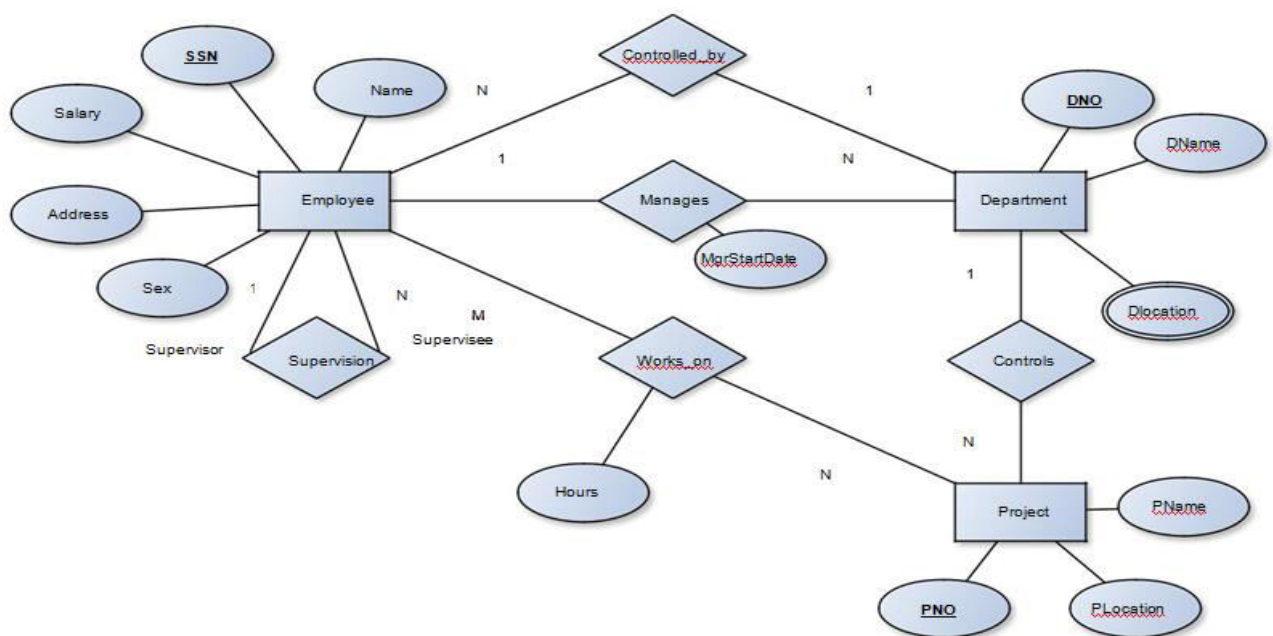 SSN
Controlled_by
Name
N
1
DNO
Salary
DName
1
N
Employee
Manages
Department
Address
MgrStartDate
1
Sex
1
N
Dlocation
M
Supervisor
Supervisee
Supervision
Works_on
Controls
N
N
Hours
Project
PName
PNO
PLocation